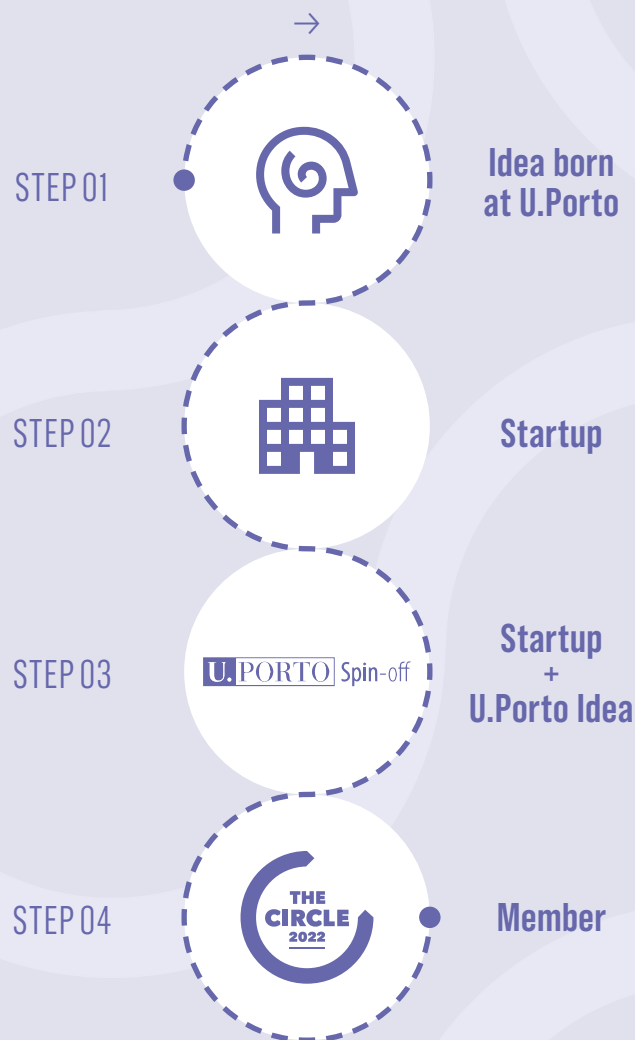 →
STEP 01
Idea born
at U.Porto
STEP 02
Startup
STEP 03
U.PORTO Spin-off
Startup
+
U.Porto Idea
STEP 04
THE
CIRCLE
2022
Member